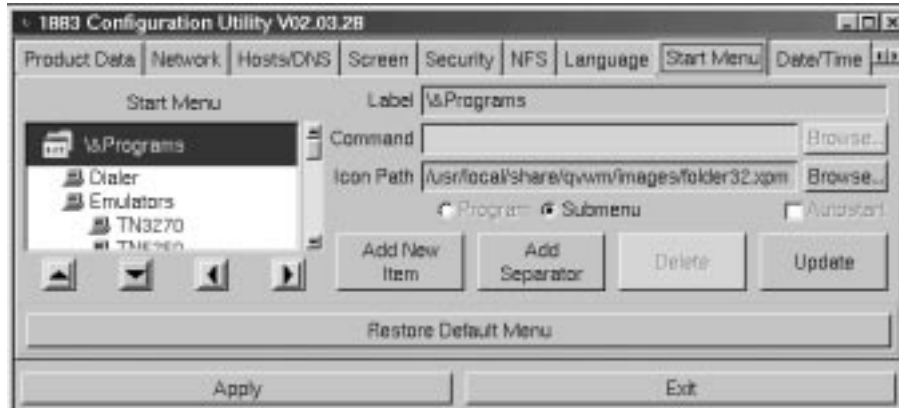 1883 Configuration Utility V02.03.28
Product Data Network Hosts/DNS Screen Security NFS Language Start Menu Date/Time
Start Menu
\&Programs
Dialer
Emulators
TN3270
TN5250
Label \&Programs
Command Browse...
Icon Path /usr/local/share/qvwm/images/folder32.xpm Browse...
Program Submenu Autostart
Add New Item
Add Separator
Delete
Update
Restore Default Menu
Apply
Exit